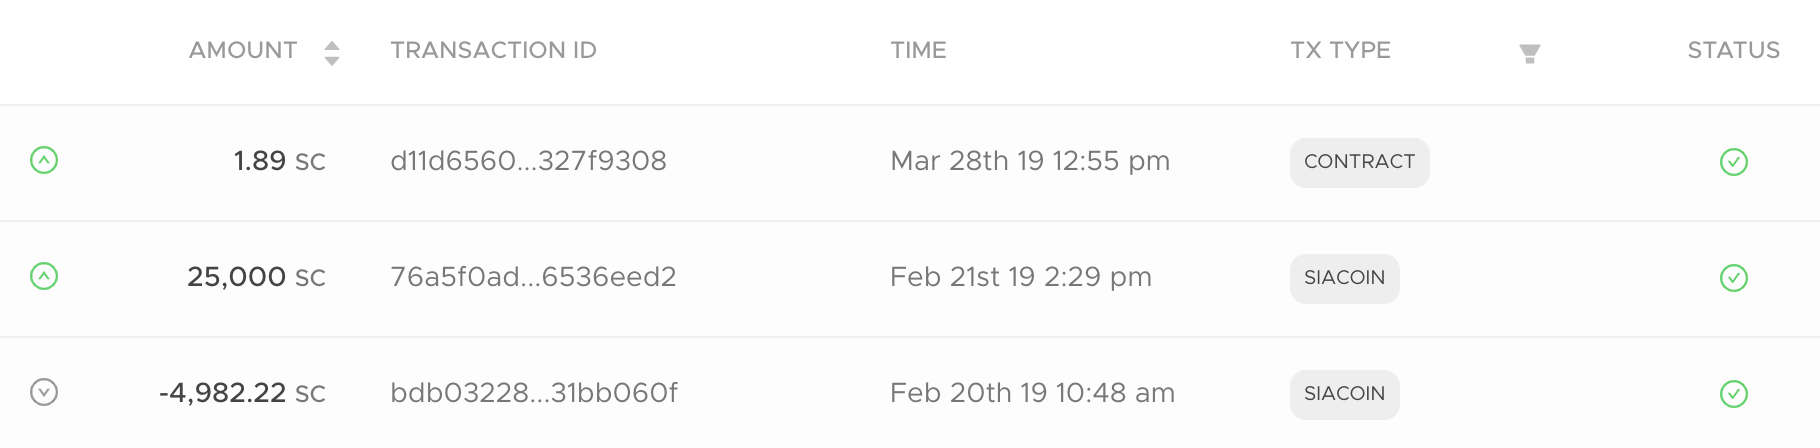 AMOUNT TRANSACTION ID TIME TX TYPE STATUS
1.89 SC d11d6560...327f9308 Mar 28th 19 12:55 pm CONTRACT
25,000 SC 76a5f0ad...6536eed2 Feb 21st 19 2:29 pm SIACOIN
-4,982.22 SC bdb03228...31bb060f Feb 20th 19 10:48 am SIACOIN